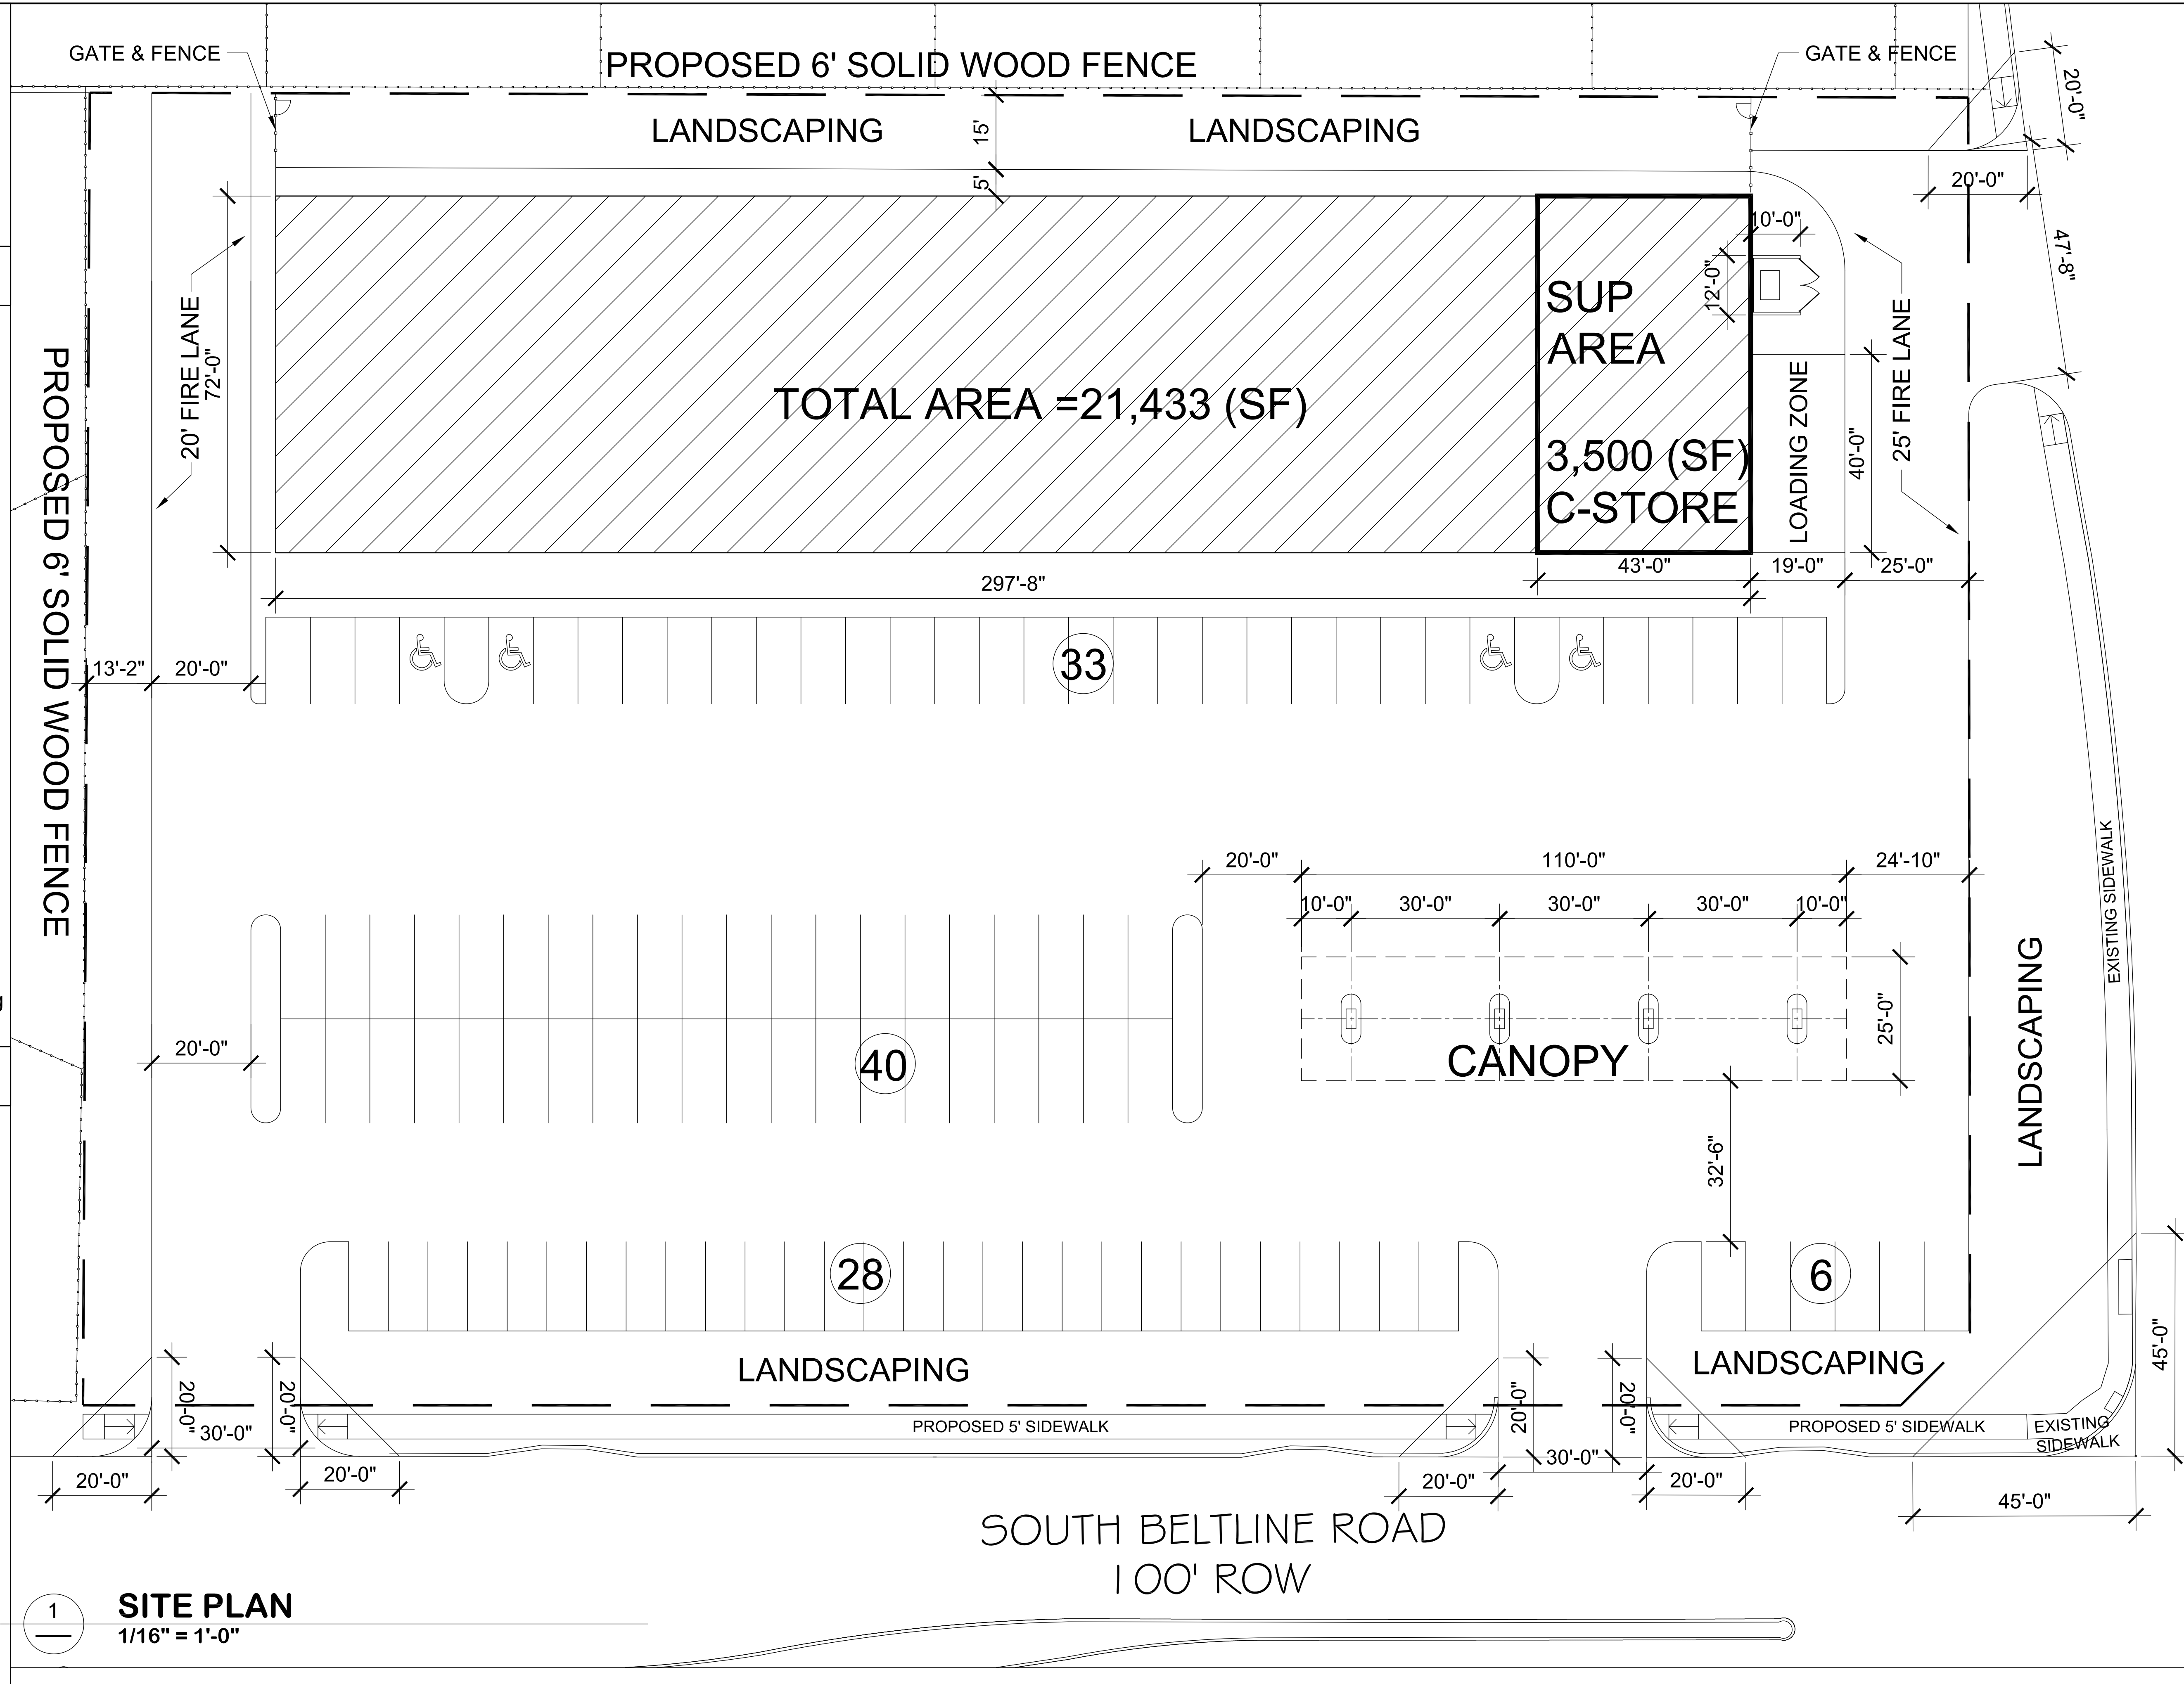 GATE & FENCE
PROPOSED 6' SOLID WOOD FENCE
GATE & FENCE
20'-0"
LANDSCAPING
15'
LANDSCAPING
5'
20'-0"
10'-0"
47'-8"
12'-0"
SUP
AREA
20' FIRE LANE
72'-0"
25' FIRE LANE
PROPOSED 6' SOLID WOOD FENCE
TOTAL AREA =21,433 (SF)
LOADING ZONE
40'-0"
3,500 (SF)
C-STORE
297'-8"
43'-0"
19'-0"
25'-0"
13'-2"
20'-0"
33
20'-0"
110'-0"
24'-10"
10'-0"
30'-0"
30'-0"
30'-0"
10'-0"
EXISTING SIDEWALK
LANDSCAPING
25'-0"
20'-0"
40
CANOPY
32'-6"
28
6
45'-0"
LANDSCAPING
LANDSCAPING
20'-0"
20'-0"
20'-0"
20'-0"
30'-0"
PROPOSED 5' SIDEWALK
PROPOSED 5' SIDEWALK
EXISTING
SIDEWALK
30'-0"
20'-0"
20'-0"
20'-0"
20'-0"
45'-0"
SOUTH BELTLINE ROAD
100' ROW
1
SITE PLAN
1/16" = 1'-0"